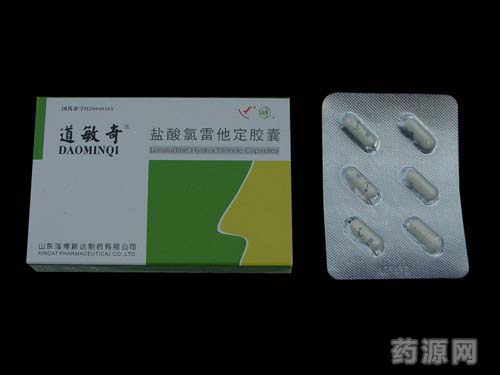 道敏奇®
DAOMINQI
盐酸氯雷他定胶囊
Loratadine Hydrochloride Capsules
山东淄博新达制药有限公司
XINCAT PHARMACEUTICAL CO. LTD.
药源网